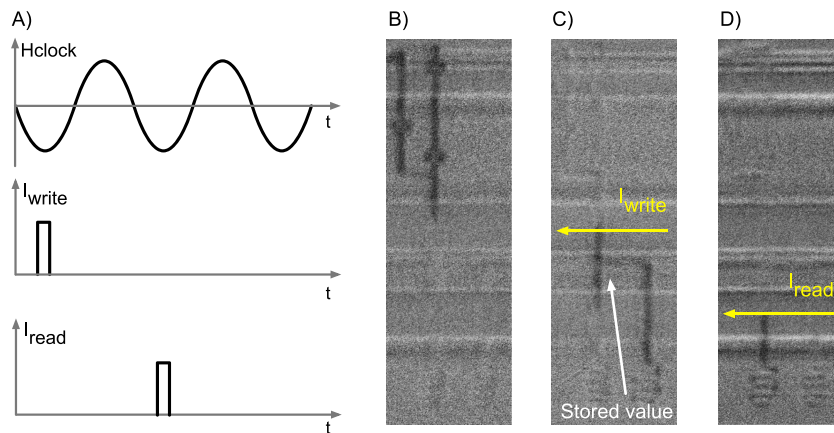 A)
Hclock
t
Iwrite
t
Iread
t
B)
C)
Iwrite
Stored value
D)
Iread